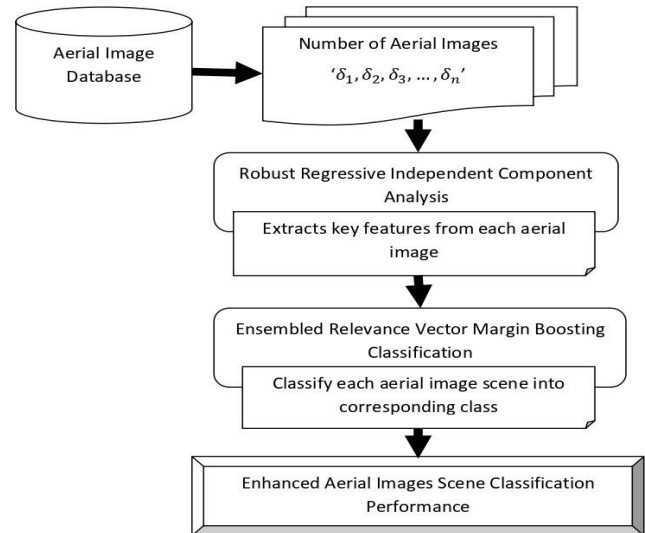 Aerial Image
Database
Number of Aerial Images
‘δ₁, δ₂, δ₃, …, δₙ’
Robust Regressive Independent Component
Analysis
Extracts key features from each aerial
image
Ensembled Relevance Vector Margin Boosting
Classification
Classify each aerial image scene into
corresponding class
Enhanced Aerial Images Scene Classification
Performance